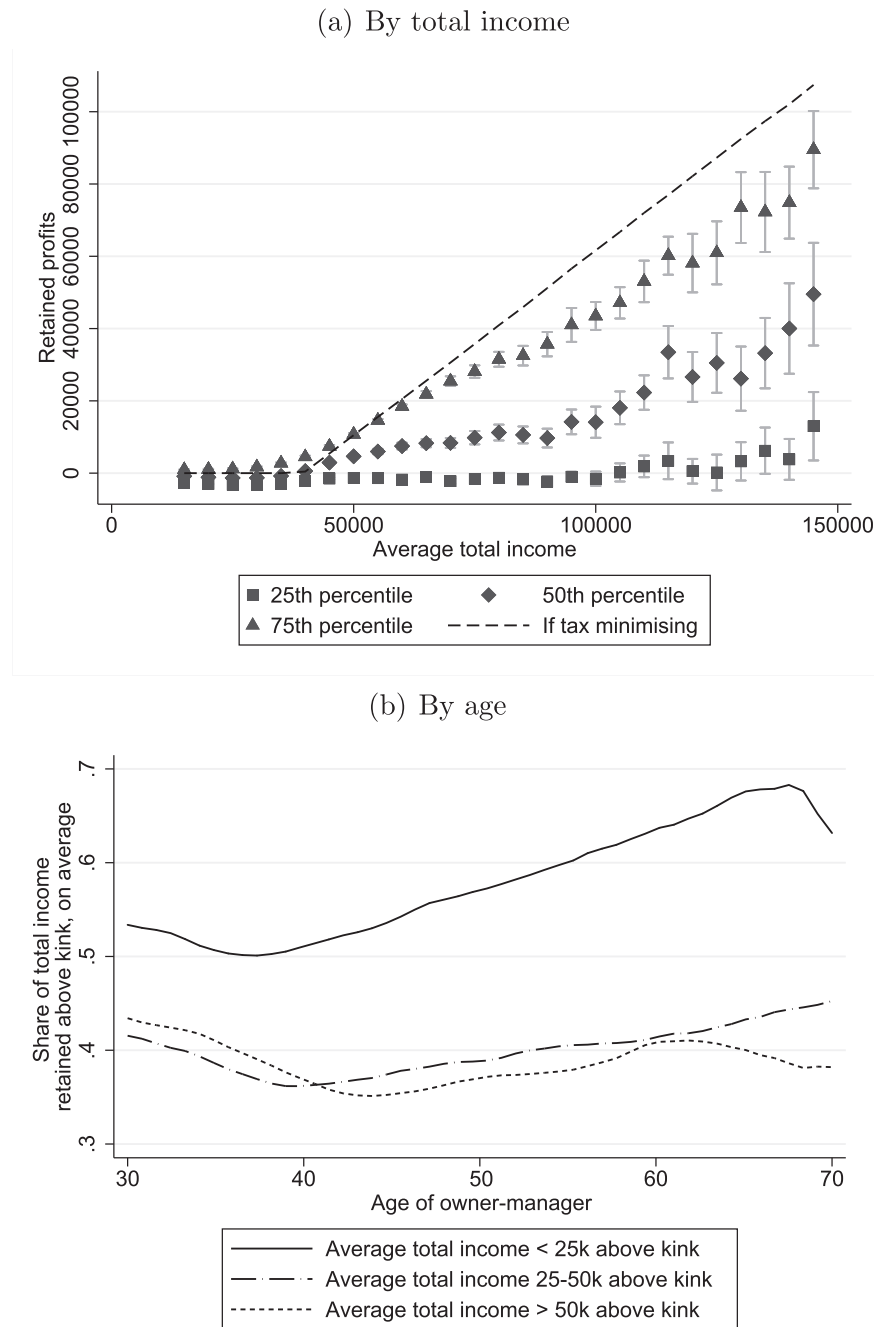 (a) By total income
Retained profits
100000
80000
60000
40000
20000
0
0 50000 100000 150000
Average total income
25th percentile 50th percentile
75th percentile If tax minimising
(b) By age
Share of total income
retained above kink, on average
.7
.6
.5
.4
.3
30 40 50 60 70
Age of owner-manager
Average total income < 25k above kink
Average total income 25-50k above kink
Average total income > 50k above kink